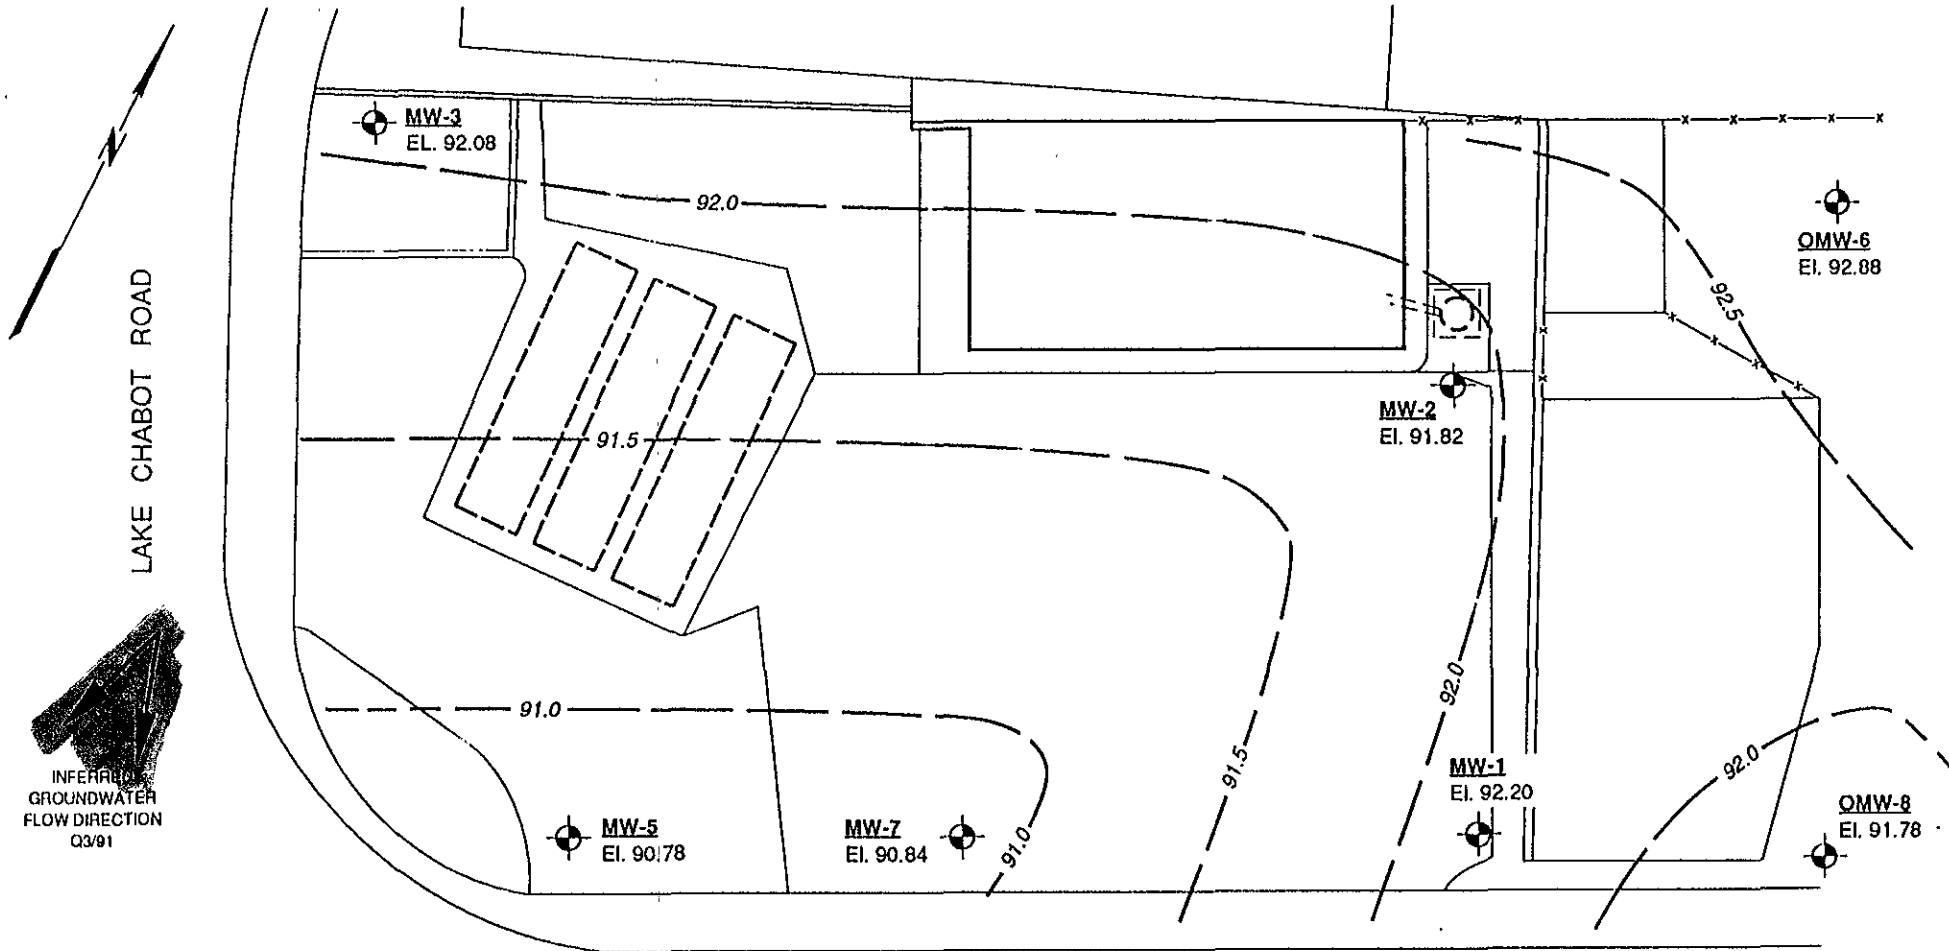 N
MW-3
EL. 92.08
92.0
OMW-6
El. 92.88
92.5
LAKE CHABOT ROAD
MW-2
El. 91.82
91.5
92.0
91.0
91.5
MW-1
El. 92.20
92.0
INFERRED
GROUNDWATER
FLOW DIRECTION
Q3/91
MW-5
El. 90.78
MW-7
El. 90.84
91.0
OMW-8
El. 91.78